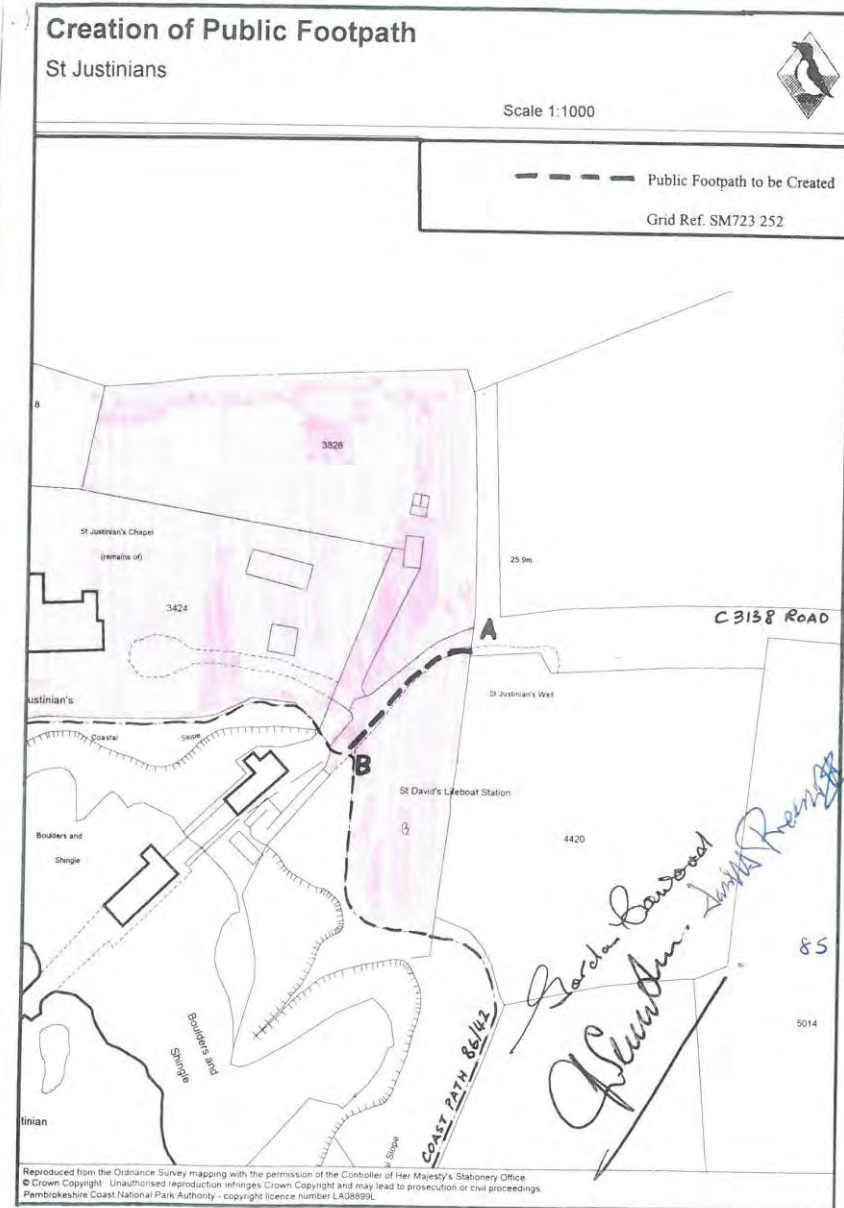 Creation of Public Footpath
St Justinians
Scale 1:1000
Public Footpath to be Created
Grid Ref. SM723 252
8
3828
St Justinian's Chapel
(remains of)
25.9m
3424
C3138 ROAD
A
ustinian's
St Justinian's Well
Coastal Slope
B
St David's Lifeboat Station
Boulders and
Shingle
4420
85
Boulders and
Shingle
5014
COAST PATH 86/42
tinian
l Slope
Reproduced from the Ordnance Survey mapping with the permission of the Controller of Her Majesty's Stationery Office.
© Crown Copyright. Unauthorised reproduction infringes Crown Copyright and may lead to prosecution or civil proceedings.
Pembrokeshire Coast National Park Authority - copyright licence number LA08899L